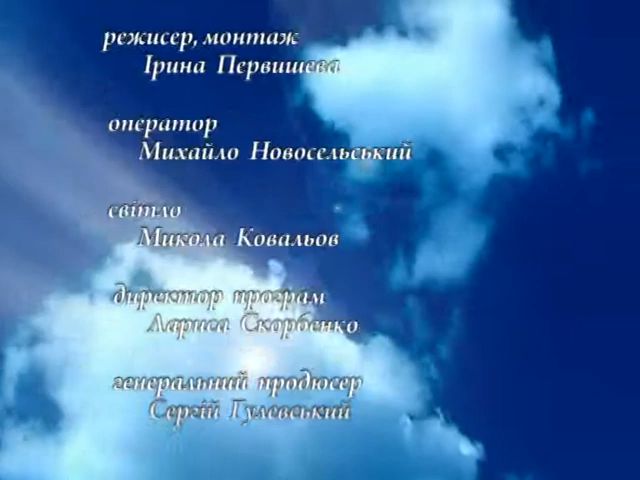 режисер, монтаж
Ірина Первишева
оператор
Михайло Новосельський
світло
Микола Ковальов
директор програм
Лариса Скорбенко
генеральний продюсер
Сергій Гулевський